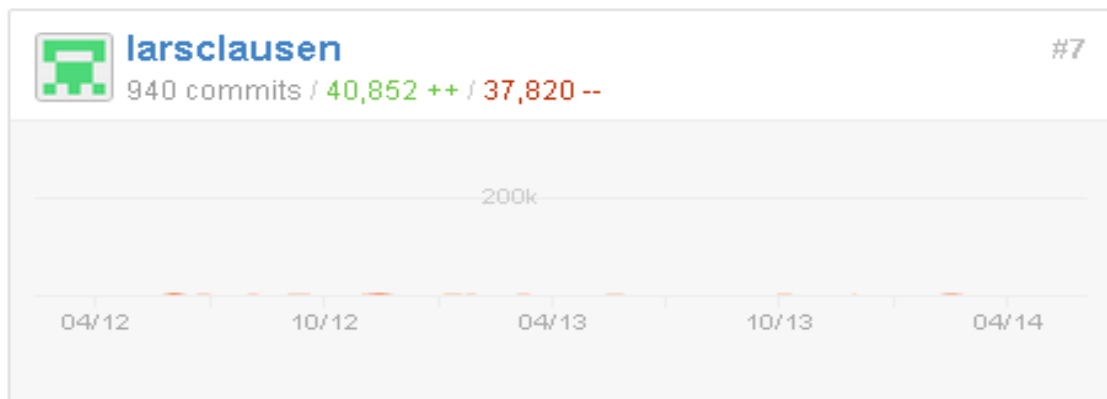 larsclausen
#7
940 commits / 40,852 ++ / 37,820 --
200k
04/12 10/12 04/13 10/13 04/14